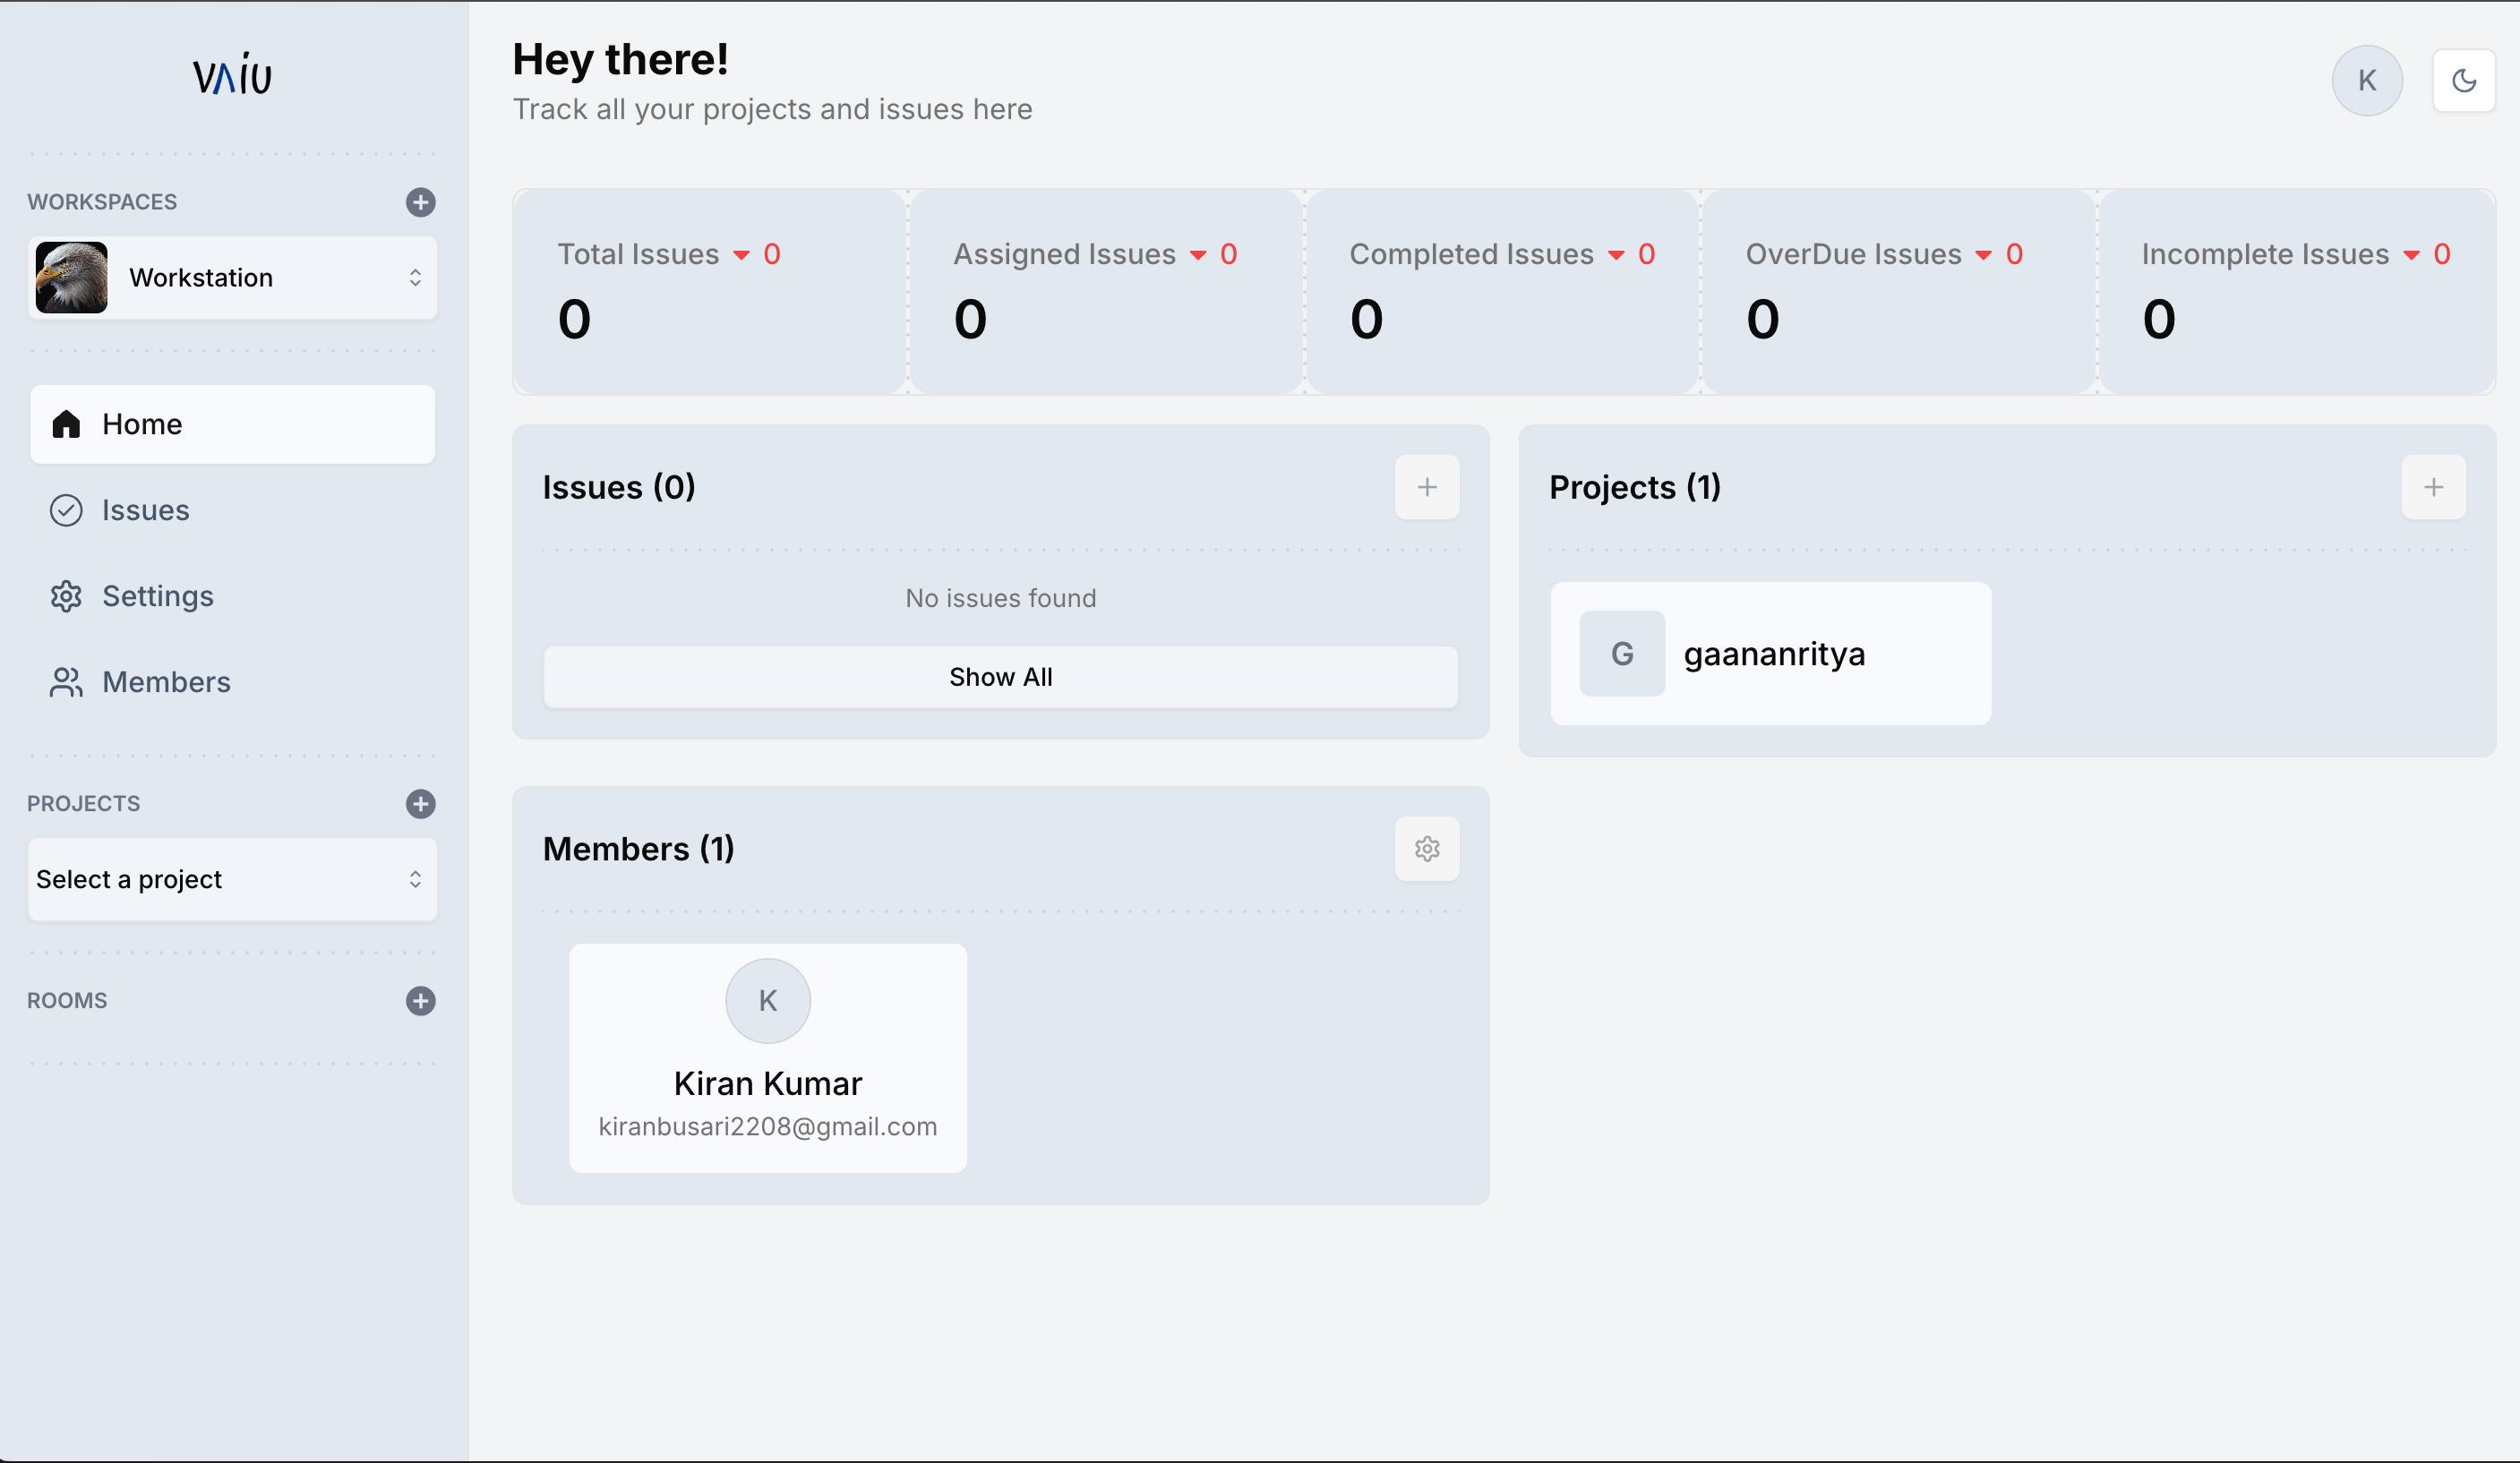 VAiU
WORKSPACES
Workstation
Home
Issues
Settings
Members
PROJECTS
Select a project
ROOMS
Hey there!
Track all your projects and issues here
K
Total Issues 0
0
Assigned Issues 0
0
Completed Issues 0
0
OverDue Issues 0
0
Incomplete Issues 0
0
Issues (0)
No issues found
Show All
Projects (1)
G
gaananritya
Members (1)
K
Kiran Kumar
kiranbusari2208@gmail.com